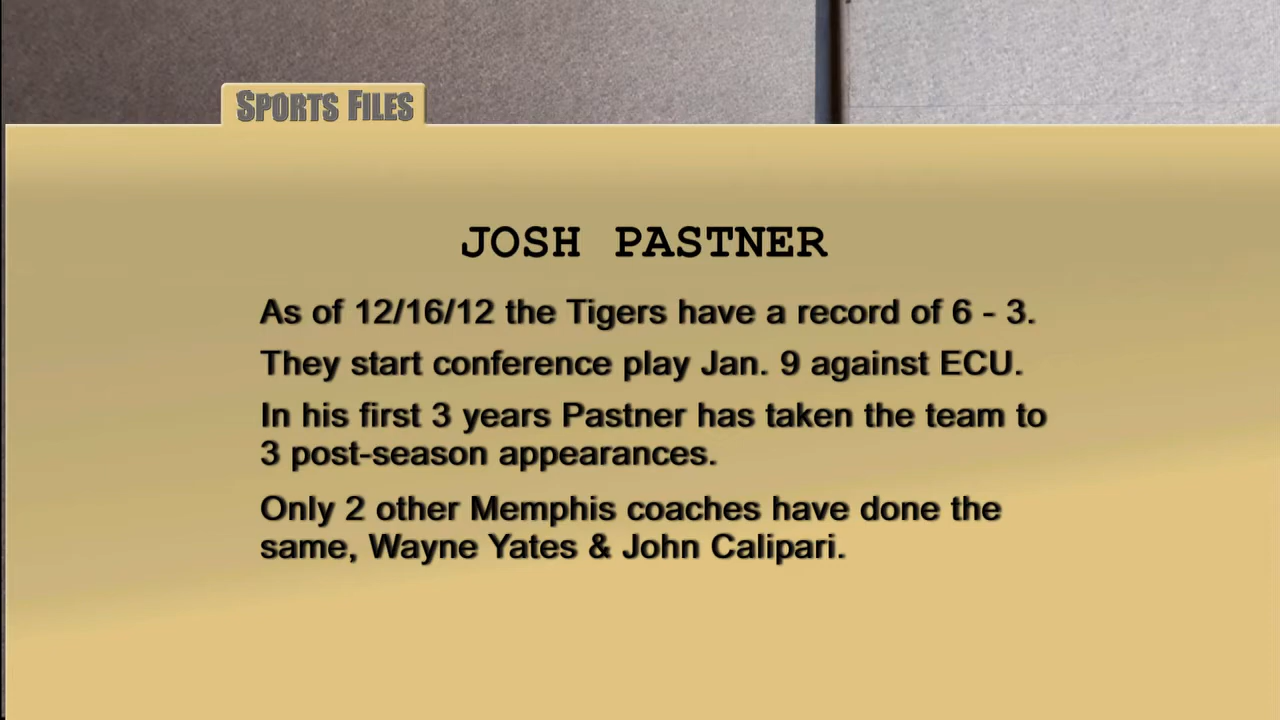 SPORTS FILES
JOSH PASTNER
As of 12/16/12 the Tigers have a record of 6 - 3.
They start conference play Jan. 9 against ECU.
In his first 3 years Pastner has taken the team to
3 post-season appearances.
Only 2 other Memphis coaches have done the
same, Wayne Yates & John Calipari.